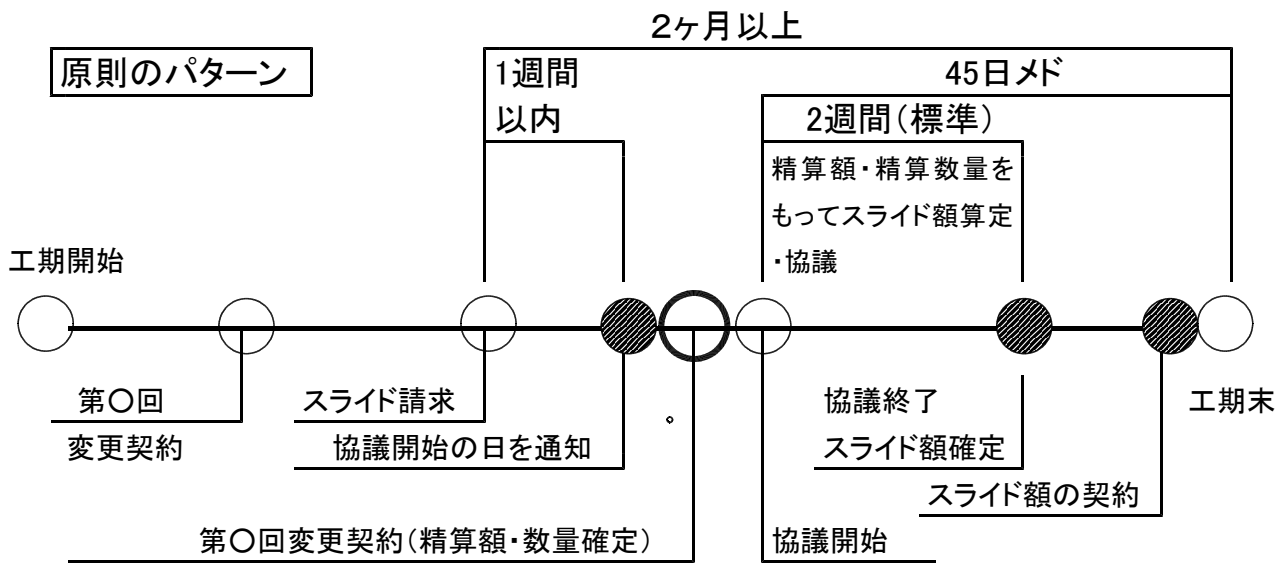 ２ヶ月以上
原則のパターン
1週間
以内
45日メド
2週間（標準）
精算額・精算数量を
もってスライド額算定
・協議
工期開始
第〇回
変更契約
スライド請求
協議開始の日を通知
協議終了
スライド額確定
工期末
スライド額の契約
第〇回変更契約（精算額・数量確定）
協議開始